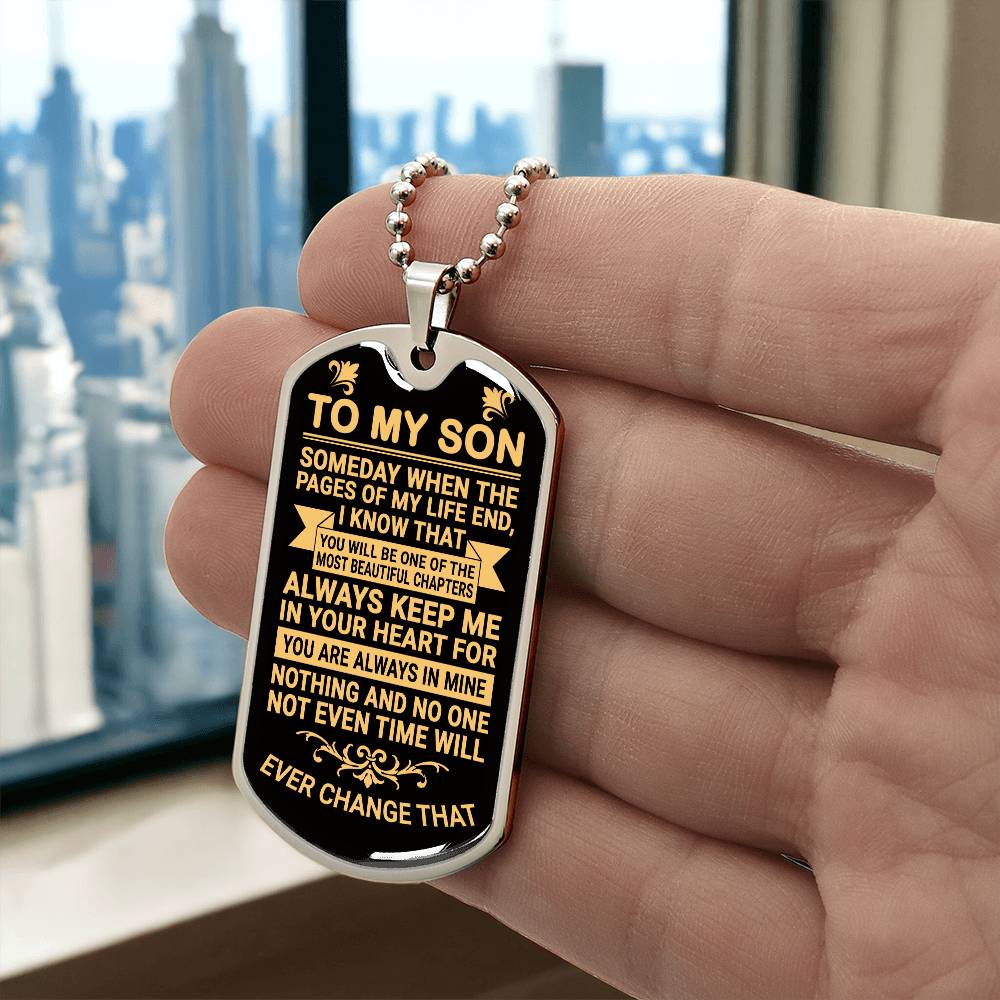 TO MY SON
SOMEDAY WHEN THE
PAGES OF MY LIFE END,
I KNOW THAT
YOU WILL BE ONE OF THE
MOST BEAUTIFUL CHAPTERS
ALWAYS KEEP ME
IN YOUR HEART FOR
YOU ARE ALWAYS IN MINE
NOTHING AND NO ONE
NOT EVEN TIME WILL
EVER CHANGE THAT